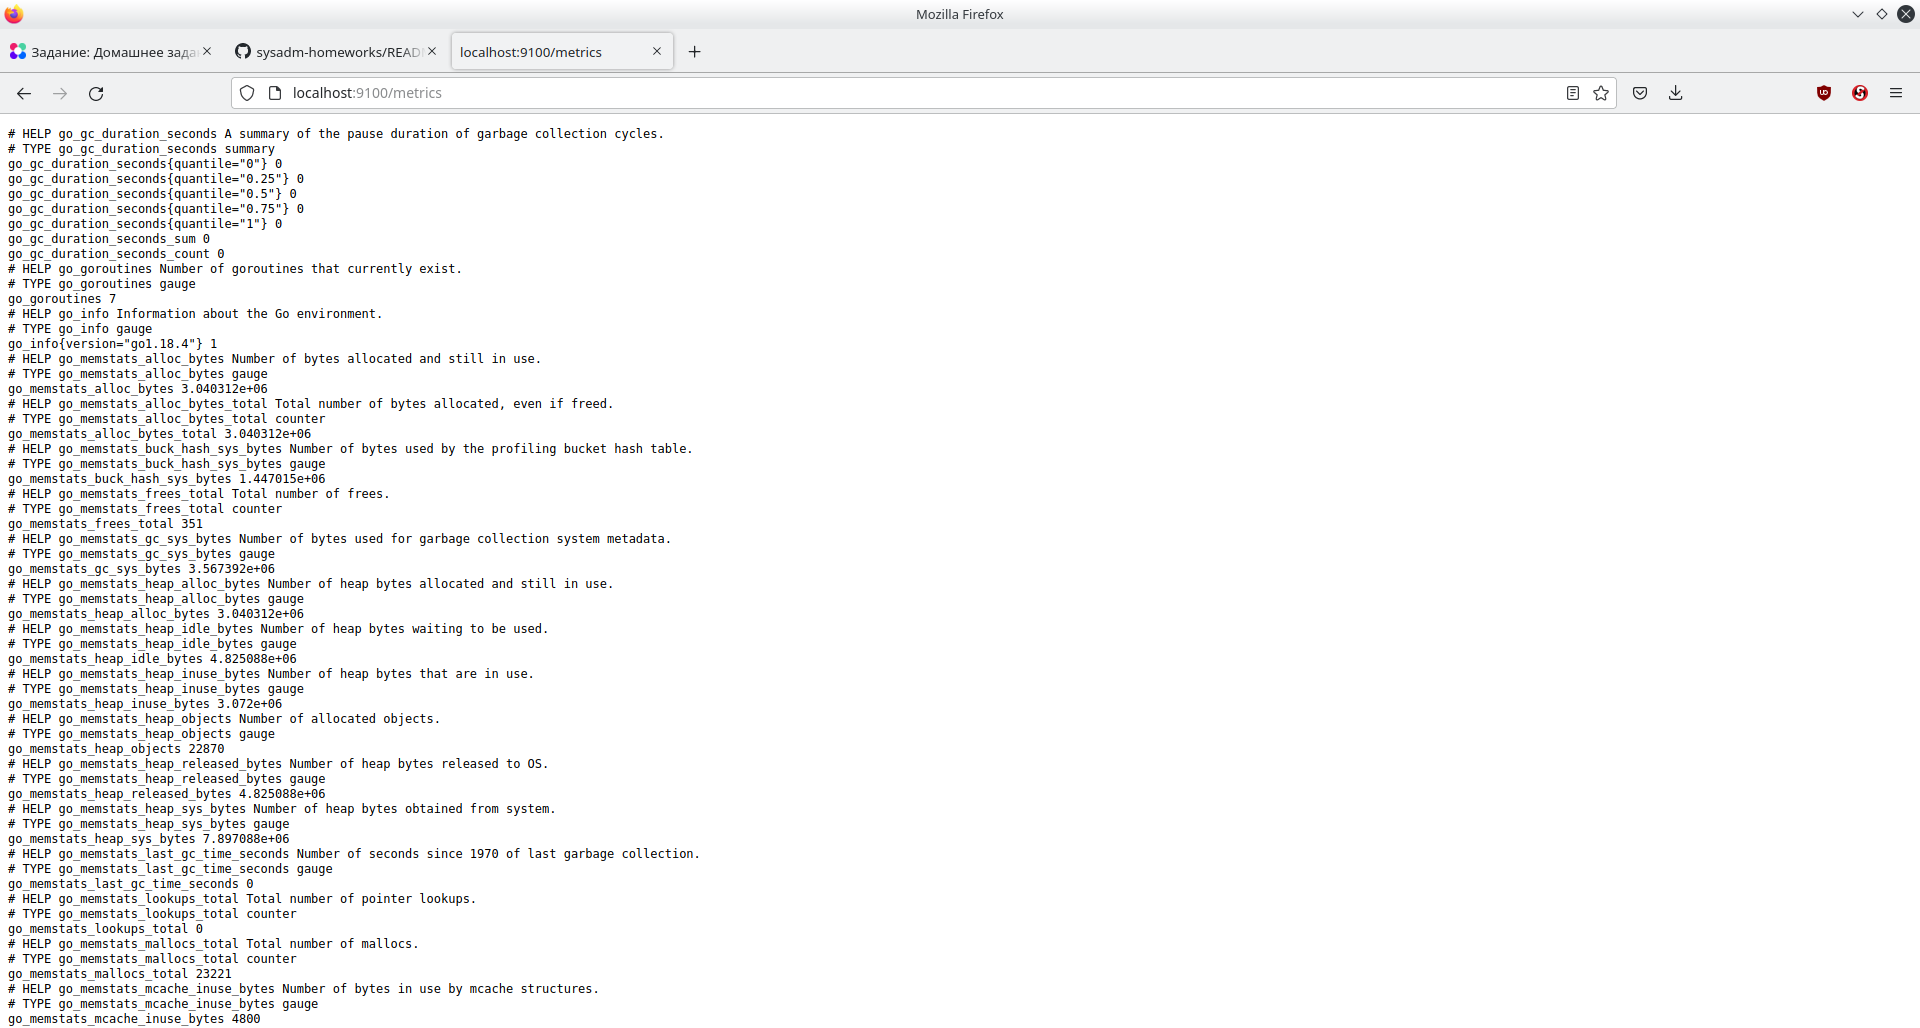 Mozilla Firefox
Задание: Домашнее зада
sysadm-homeworks/READ
localhost:9100/metrics
localhost:9100/metrics
# HELP go_gc_duration_seconds A summary of the pause duration of garbage collection cycles.
# TYPE go_gc_duration_seconds summary
go_gc_duration_seconds{quantile="0"} 0
go_gc_duration_seconds{quantile="0.25"} 0
go_gc_duration_seconds{quantile="0.5"} 0
go_gc_duration_seconds{quantile="0.75"} 0
go_gc_duration_seconds{quantile="1"} 0
go_gc_duration_seconds_sum 0
go_gc_duration_seconds_count 0
# HELP go_goroutines Number of goroutines that currently exist.
# TYPE go_goroutines gauge
go_goroutines 7
# HELP go_info Information about the Go environment.
# TYPE go_info gauge
go_info{version="go1.18.4"} 1
# HELP go_memstats_alloc_bytes Number of bytes allocated and still in use.
# TYPE go_memstats_alloc_bytes gauge
go_memstats_alloc_bytes 3.040312e+06
# HELP go_memstats_alloc_bytes_total Total number of bytes allocated, even if freed.
# TYPE go_memstats_alloc_bytes_total counter
go_memstats_alloc_bytes_total 3.040312e+06
# HELP go_memstats_buck_hash_sys_bytes Number of bytes used by the profiling bucket hash table.
# TYPE go_memstats_buck_hash_sys_bytes gauge
go_memstats_buck_hash_sys_bytes 1.447015e+06
# HELP go_memstats_frees_total Total number of frees.
# TYPE go_memstats_frees_total counter
go_memstats_frees_total 351
# HELP go_memstats_gc_sys_bytes Number of bytes used for garbage collection system metadata.
# TYPE go_memstats_gc_sys_bytes gauge
go_memstats_gc_sys_bytes 3.567392e+06
# HELP go_memstats_heap_alloc_bytes Number of heap bytes allocated and still in use.
# TYPE go_memstats_heap_alloc_bytes gauge
go_memstats_heap_alloc_bytes 3.040312e+06
# HELP go_memstats_heap_idle_bytes Number of heap bytes waiting to be used.
# TYPE go_memstats_heap_idle_bytes gauge
go_memstats_heap_idle_bytes 4.825088e+06
# HELP go_memstats_heap_inuse_bytes Number of heap bytes that are in use.
# TYPE go_memstats_heap_inuse_bytes gauge
go_memstats_heap_inuse_bytes 3.072e+06
# HELP go_memstats_heap_objects Number of allocated objects.
# TYPE go_memstats_heap_objects gauge
go_memstats_heap_objects 22870
# HELP go_memstats_heap_released_bytes Number of heap bytes released to OS.
# TYPE go_memstats_heap_released_bytes gauge
go_memstats_heap_released_bytes 4.825088e+06
# HELP go_memstats_heap_sys_bytes Number of heap bytes obtained from system.
# TYPE go_memstats_heap_sys_bytes gauge
go_memstats_heap_sys_bytes 7.897088e+06
# HELP go_memstats_last_gc_time_seconds Number of seconds since 1970 of last garbage collection.
# TYPE go_memstats_last_gc_time_seconds gauge
go_memstats_last_gc_time_seconds 0
# HELP go_memstats_lookups_total Total number of pointer lookups.
# TYPE go_memstats_lookups_total counter
go_memstats_lookups_total 0
# HELP go_memstats_mallocs_total Total number of mallocs.
# TYPE go_memstats_mallocs_total counter
go_memstats_mallocs_total 23221
# HELP go_memstats_mcache_inuse_bytes Number of bytes in use by mcache structures.
# TYPE go_memstats_mcache_inuse_bytes gauge
go_memstats_mcache_inuse_bytes 4800